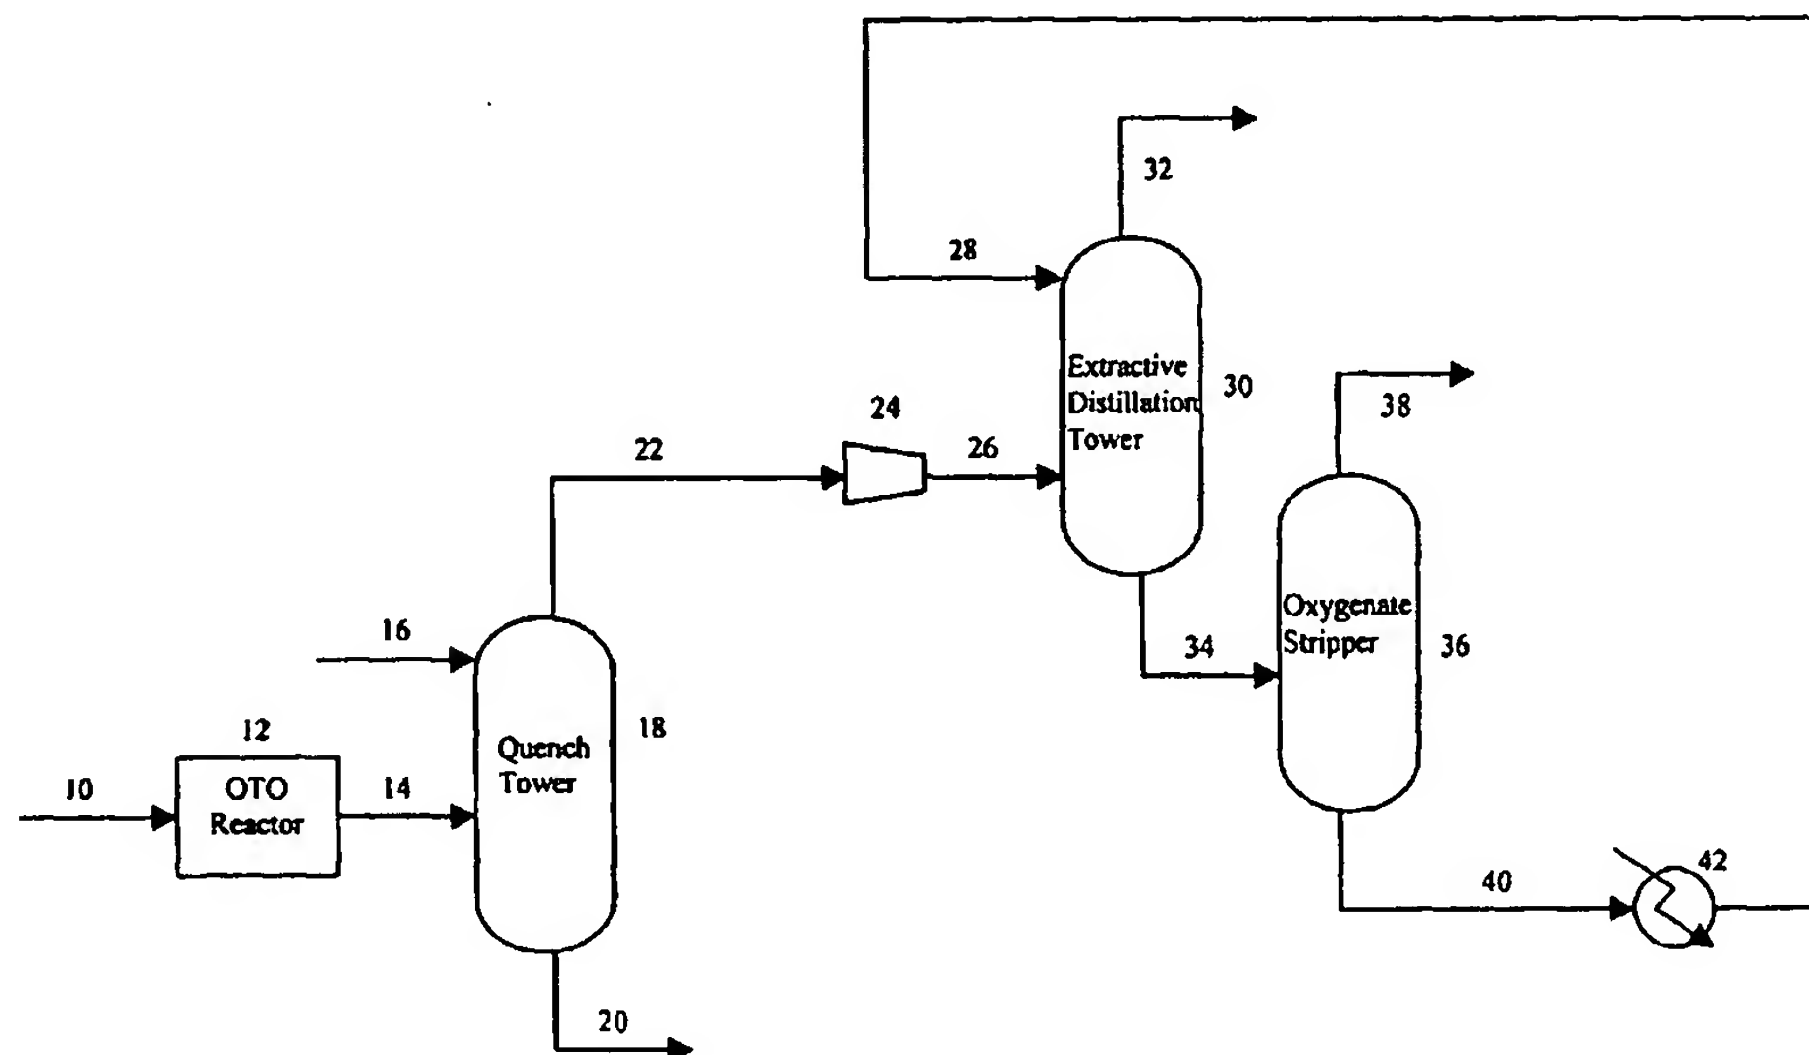 32
28
Extractive
Distillation
Tower
30
38
24
22
26
Oxygenate
Stripper
36
34
16
18
12
Quench
Tower
10
OTO
Reactor
14
42
40
20